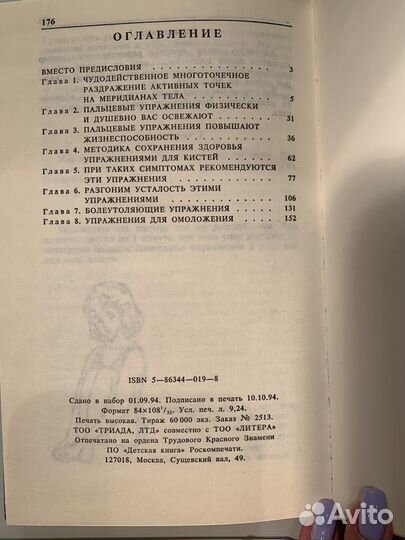 176
ОГЛАВЛЕНИЕ
ВМЕСТО ПРЕДИСЛОВИЯ . . . . . . . . . . . 3
Глава 1. ЧУДОДЕЙСТВЕННОЕ МНОГОТОЧЕЧНОЕ
РАЗДРАЖЕНИЕ АКТИВНЫХ ТОЧЕК
НА МЕРИДИАНАХ ТЕЛА . . . . . . . 5
Глава 2. ПАЛЬЦЕВЫЕ УПРАЖНЕНИЯ ФИЗИЧЕСКИ
И ДУШЕВНО ВАС ОСВЕЖАЮТ . . . . 31
Глава 3. ПАЛЬЦЕВЫЕ УПРАЖНЕНИЯ ПОВЫШАЮТ
ЖИЗНЕСПОСОБНОСТЬ . . . . . . . . 36
Глава 4. МЕТОДИКА СОХРАНЕНИЯ ЗДОРОВЬЯ
УПРАЖНЕНИЯМИ ДЛЯ КИСТЕЙ . . . 62
Глава 5. ПРИ ТАКИХ СИМПТОМАХ РЕКОМЕНДУЮТСЯ
ЭТИ УПРАЖНЕНИЯ . . . . . . . . . 77
Глава 6. РАЗГОНИМ УСТАЛОСТЬ ЭТИМИ
УПРАЖНЕНИЯМИ . . . . . . . . . . 106
Глава 7. БОЛЕУТОЛЯЮЩИЕ УПРАЖНЕНИЯ . . . . 131
Глава 8. УПРАЖНЕНИЯ ДЛЯ ОМОЛОЖЕНИЯ . . . 152
ISBN 5—86344—019—8
Сдано в набор 01.09.94. Подписано в печать 10.10.94.
Формат 84×108¹/₃₂. Усл. печ. л. 9,24.
Печать высокая. Тираж 60 000 экз. Заказ № 2513.
ТОО «ТРИАДА, ЛТД» совместно с ТОО «ЛИТЕРА»
Отпечатано на ордена Трудового Красного Знамени
ПО «Детская книга» Роскомпечати.
127018, Москва, Сущевский вал, 49.
Avito